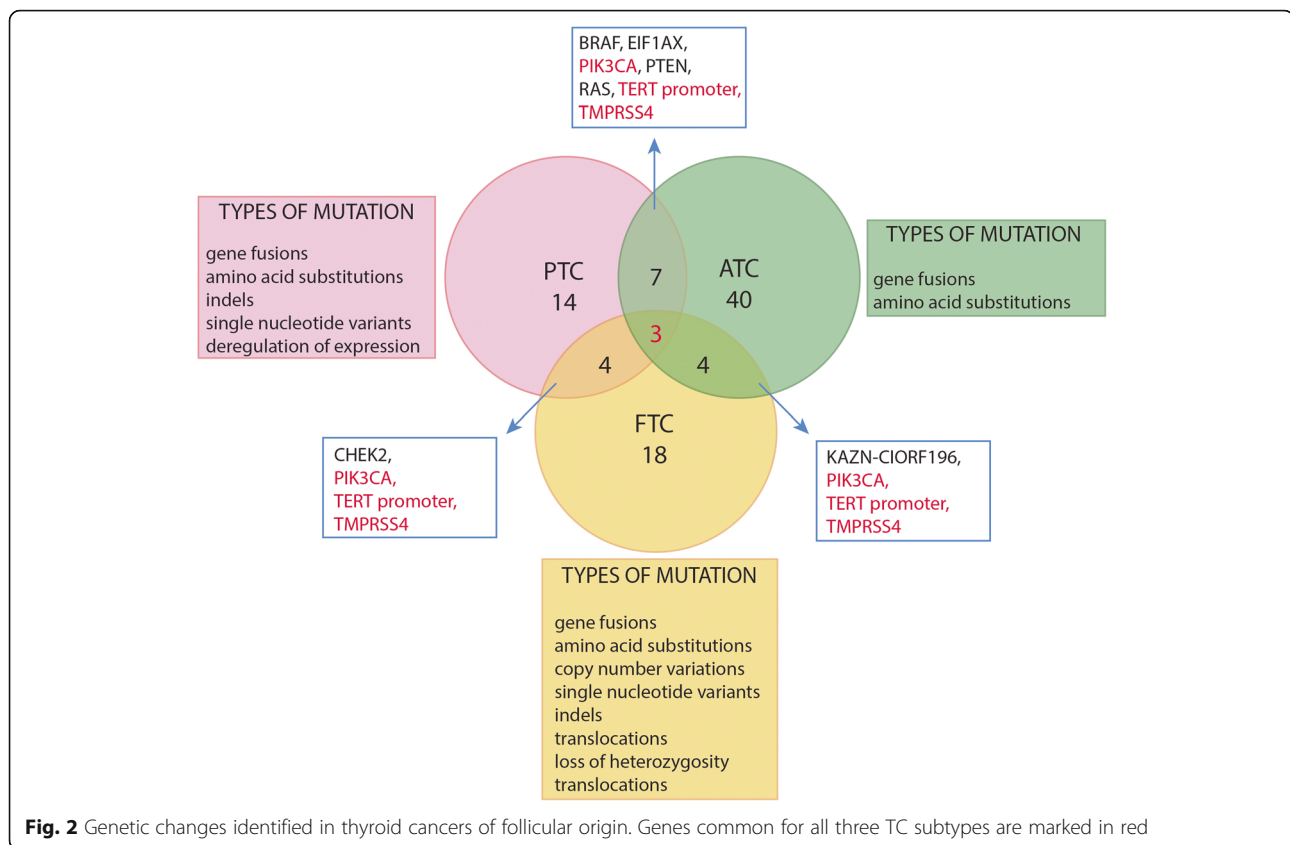 BRAF, EIF1AX,
PIK3CA, PTEN,
RAS, TERT promoter,
TMPRSS4
TYPES OF MUTATION
gene fusions
amino acid substitutions
indels
single nucleotide variants
deregulation of expression
PTC
14
7
ATC
40
TYPES OF MUTATION
gene fusions
amino acid substitutions
3
4
4
FTC
18
CHEK2,
PIK3CA,
TERT promoter,
TMPRSS4
KAZN-CIORF196,
PIK3CA,
TERT promoter,
TMPRSS4
TYPES OF MUTATION
gene fusions
amino acid substitutions
copy number variations
single nucleotide variants
indels
translocations
loss of heterozygosity
translocations
Fig. 2 Genetic changes identified in thyroid cancers of follicular origin. Genes common for all three TC subtypes are marked in red